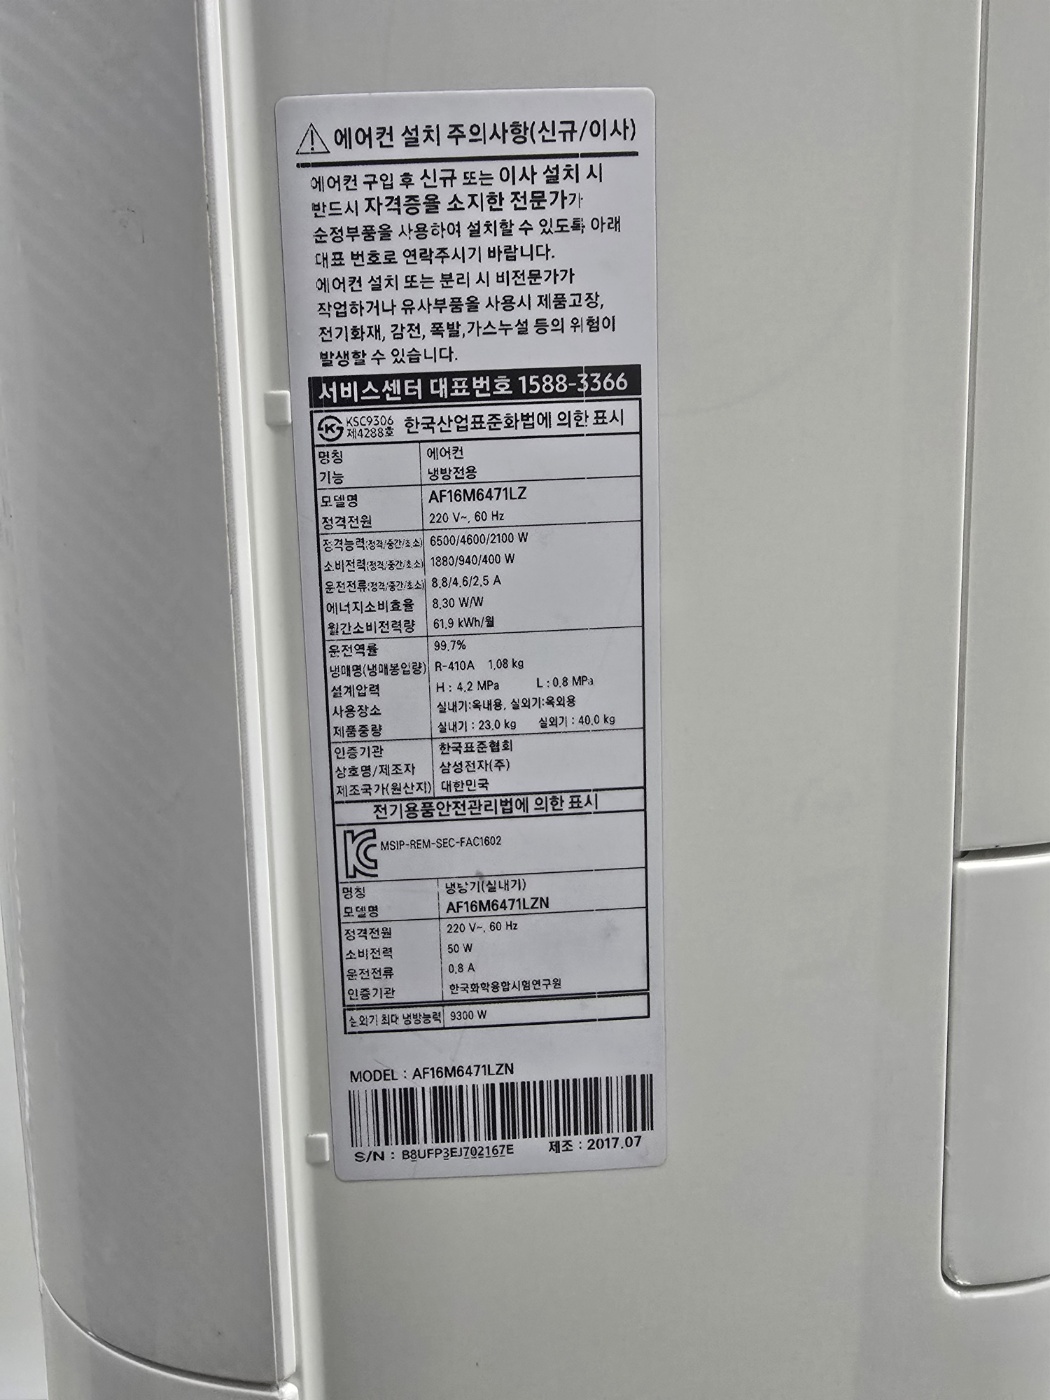 에어컨 설치 주의사항(신규/이사)
에어컨 구입 후 신규 또는 이사 설치 시
반드시 자격증을 소지한 전문가가
순정부품을 사용하여 설치할 수 있도록 아래
대표 번호로 연락주시기 바랍니다.
에어컨 설치 또는 분리 시 비전문가가
작업하거나 유사부품을 사용시 제품고장,
전기화재, 감전, 폭발,가스누설 등의 위험이
발생할 수 있습니다.
서비스센터 대표번호 1588-3366
KSC9306
제4288호
한국산업표준화법에 의한 표시
명칭 에어컨
기능 냉방전용
모델명 AF16M6471LZ
정격전원 220 V~, 60 Hz
정격능력(정격/중간/최소) 6500/4600/2100 W
소비전력(정격/중간/최소) 1880/940/400 W
운전전류(정격/중간/최소) 8.8/4.6/2.5 A
에너지소비효율 8.30 W/W
월간소비전력량 61.9 kWh/월
운전역률 99.7%
냉매명(냉매봉입량) R-410A 1.08 kg
설계압력 H : 4.2 MPa L : 0.8 MPa
사용장소 실내기:옥내용, 실외기:옥외용
제품중량 실내기 : 23.0 kg 실외기 : 40.0 kg
인증기관 한국표준협회
상호명/제조자 삼성전자(주)
제조국가(원산지) 대한민국
전기용품안전관리법에 의한 표시
MSIP-REM-SEC-FAC1602
명칭 냉방기(실내기)
모델명 AF16M6471LZN
정격전원 220 V~, 60 Hz
소비전력 50 W
운전전류 0.8 A
인증기관 한국화학융합시험연구원
실외기 최대 냉방능력 9300 W
MODEL : AF16M6471LZN
S/N : B8UFP3EJ702167E 제조 : 2017.07